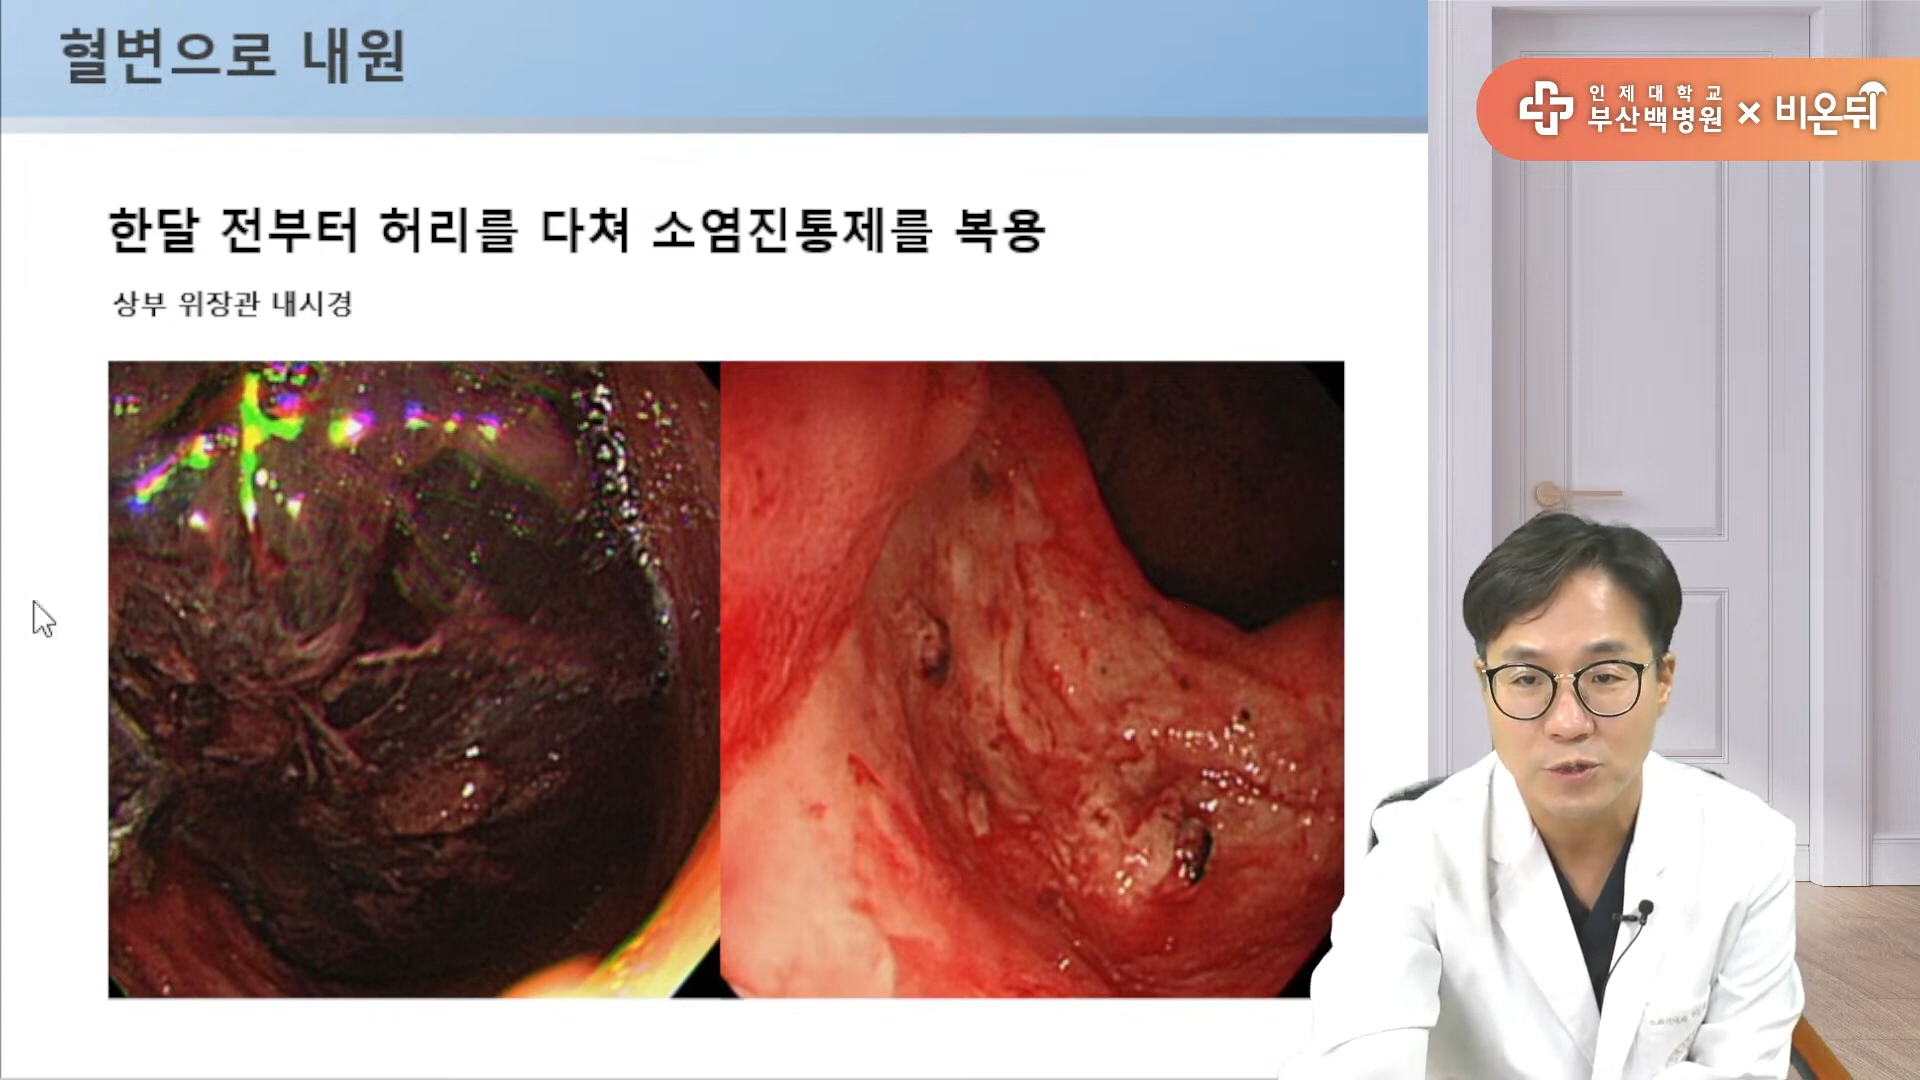 혈변으로 내원
인제대학교
부산백병원 × 비온뒤
한달 전부터 허리를 다쳐 소염진통제를 복용
상부 위장관 내시경